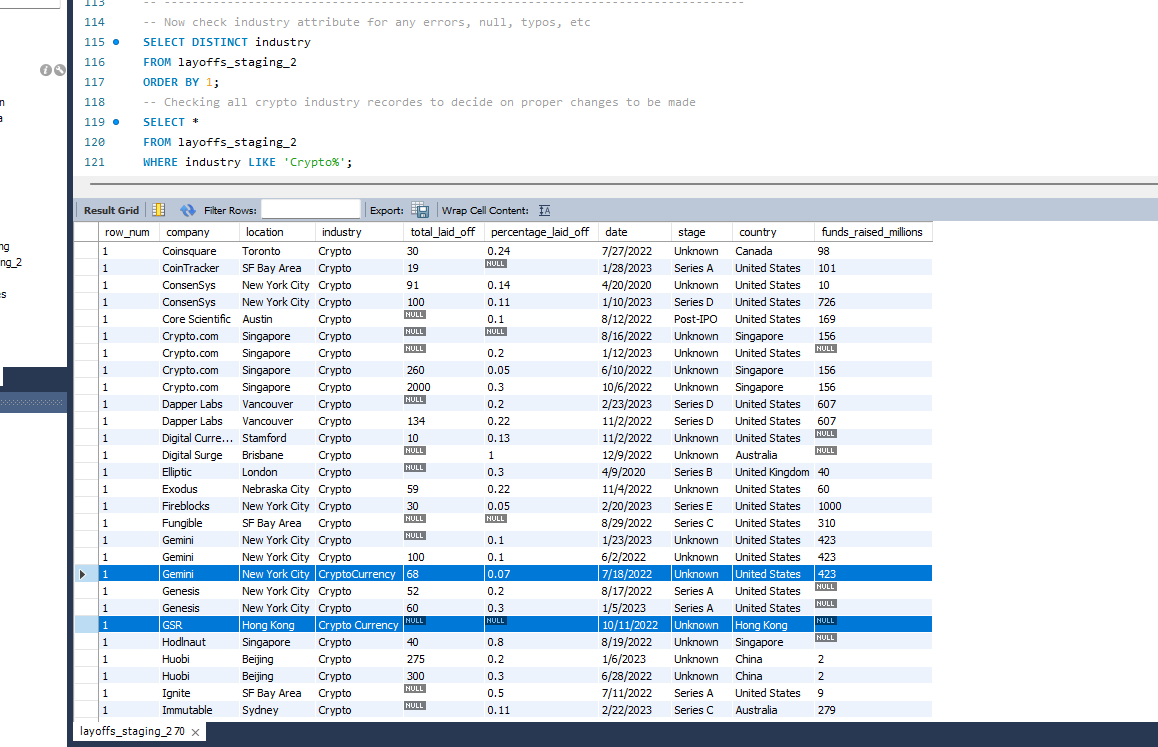 113 -- ----------------------------------------------------------------------------------
114 -- Now check industry attribute for any errors, null, typos, etc
115 SELECT DISTINCT industry
116 FROM layoffs_staging_2
117 ORDER BY 1;
118 -- Checking all crypto industry recordes to decide on proper changes to be made
119 SELECT *
120 FROM layoffs_staging_2
121 WHERE industry LIKE 'Crypto%';
n
a
ng
ng_2
es
Result Grid Filter Rows: Export: Wrap Cell Content:
row_num company location industry total_laid_off percentage_laid_off date stage country funds_raised_millions
1 Coinsquare Toronto Crypto 30 0.24 7/27/2022 Unknown Canada 98
1 CoinTracker SF Bay Area Crypto 19 NULL 1/28/2023 Series A United States 101
1 ConsenSys New York City Crypto 91 0.14 4/20/2020 Unknown United States 10
1 ConsenSys New York City Crypto 100 0.11 1/10/2023 Series D United States 726
1 Core Scientific Austin Crypto NULL 0.1 8/12/2022 Post-IPO United States 169
1 Crypto.com Singapore Crypto NULL NULL 8/16/2022 Unknown Singapore 156
1 Crypto.com Singapore Crypto NULL 0.2 1/12/2023 Unknown United States NULL
1 Crypto.com Singapore Crypto 260 0.05 6/10/2022 Unknown Singapore 156
1 Crypto.com Singapore Crypto 2000 0.3 10/6/2022 Unknown Singapore 156
1 Dapper Labs Vancouver Crypto NULL 0.2 2/23/2023 Series D United States 607
1 Dapper Labs Vancouver Crypto 134 0.22 11/2/2022 Series D United States 607
1 Digital Curre... Stamford Crypto 10 0.13 11/2/2022 Unknown United States NULL
1 Digital Surge Brisbane Crypto NULL 1 12/9/2022 Unknown Australia NULL
1 Elliptic London Crypto NULL 0.3 4/9/2020 Series B United Kingdom 40
1 Exodus Nebraska City Crypto 59 0.22 11/4/2022 Unknown United States 60
1 Fireblocks New York City Crypto 30 0.05 2/20/2023 Series E United States 1000
1 Fungible SF Bay Area Crypto NULL NULL 8/29/2022 Series C United States 310
1 Gemini New York City Crypto NULL 0.1 1/23/2023 Unknown United States 423
1 Gemini New York City Crypto 100 0.1 6/2/2022 Unknown United States 423
1 Gemini New York City CryptoCurrency 68 0.07 7/18/2022 Unknown United States 423
1 Genesis New York City Crypto 52 0.2 8/17/2022 Series A United States NULL
1 Genesis New York City Crypto 60 0.3 1/5/2023 Series A United States NULL
1 GSR Hong Kong Crypto Currency NULL NULL 10/11/2022 Unknown Hong Kong NULL
1 Hodlnaut Singapore Crypto 40 0.8 8/19/2022 Unknown Singapore NULL
1 Huobi Beijing Crypto 275 0.2 1/6/2023 Unknown China 2
1 Huobi Beijing Crypto 300 0.3 6/28/2022 Unknown China 2
1 Ignite SF Bay Area Crypto NULL 0.5 7/11/2022 Series A United States 9
1 Immutable Sydney Crypto NULL 0.11 2/22/2023 Series C Australia 279
layoffs_staging_2 70